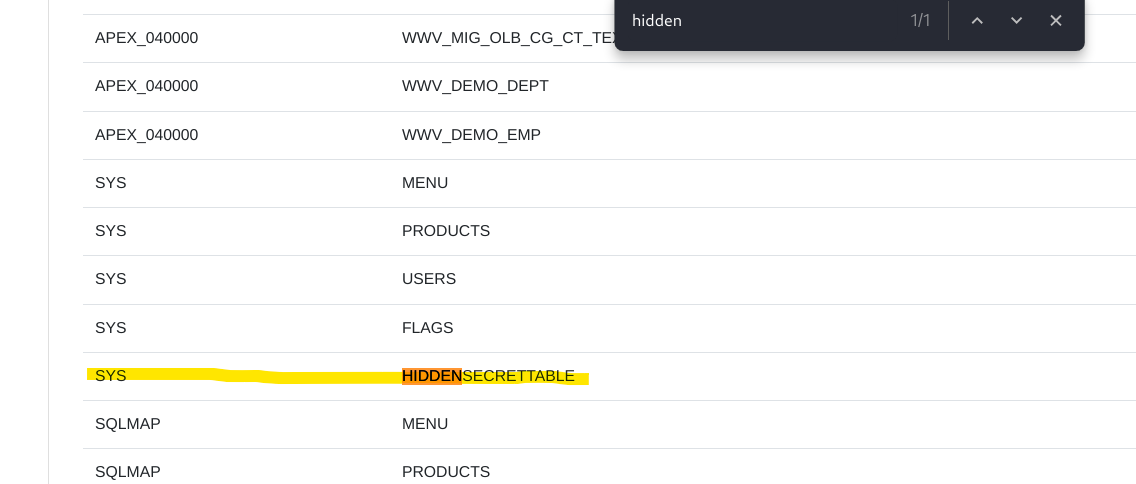 hidden 1/1
APEX_040000 WWV_MIG_OLB_CG_CT_TE
APEX_040000 WWV_DEMO_DEPT
APEX_040000 WWV_DEMO_EMP
SYS MENU
SYS PRODUCTS
SYS USERS
SYS FLAGS
SYS HIDDENSECRETTABLE
SQLMAP MENU
SQLMAP PRODUCTS